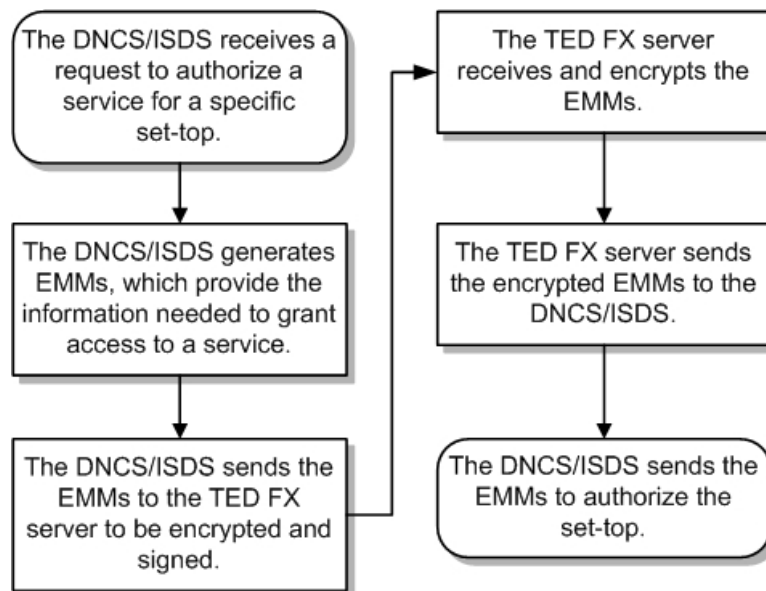 The DNCS/ISDS receives a
request to authorize a
service for a specific
set-top.
The DNCS/ISDS generates
EMMs, which provide the
information needed to grant
access to a service.
The DNCS/ISDS sends the
EMMs to the TED FX
server to be encrypted and
signed.
The TED FX server
receives and encrypts the
EMMs.
The TED FX server sends
the encrypted EMMs to the
DNCS/ISDS.
The DNCS/ISDS sends the
EMMs to authorize the
set-top.